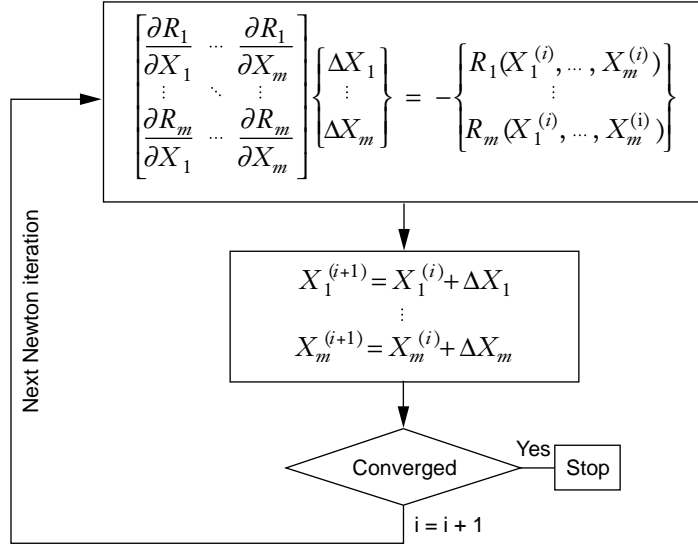 [∂R₁/∂X₁ ⋯ ∂R₁/∂Xₘ] {ΔX₁} = −{R₁(X₁⁽ⁱ⁾, ..., Xₘ⁽ⁱ⁾)}
⋮ ⋱ ⋮ ⋮ ⋮
[∂Rₘ/∂X₁ ⋯ ∂Rₘ/∂Xₘ] {ΔXₘ} {Rₘ(X₁⁽ⁱ⁾, ..., Xₘ⁽ⁱ⁾)}
X₁⁽ⁱ⁺¹⁾ = X₁⁽ⁱ⁾ + ΔX₁
⋮
Xₘ⁽ⁱ⁺¹⁾ = Xₘ⁽ⁱ⁾ + ΔXₘ
Next Newton iteration
Converged
Yes
Stop
i = i + 1